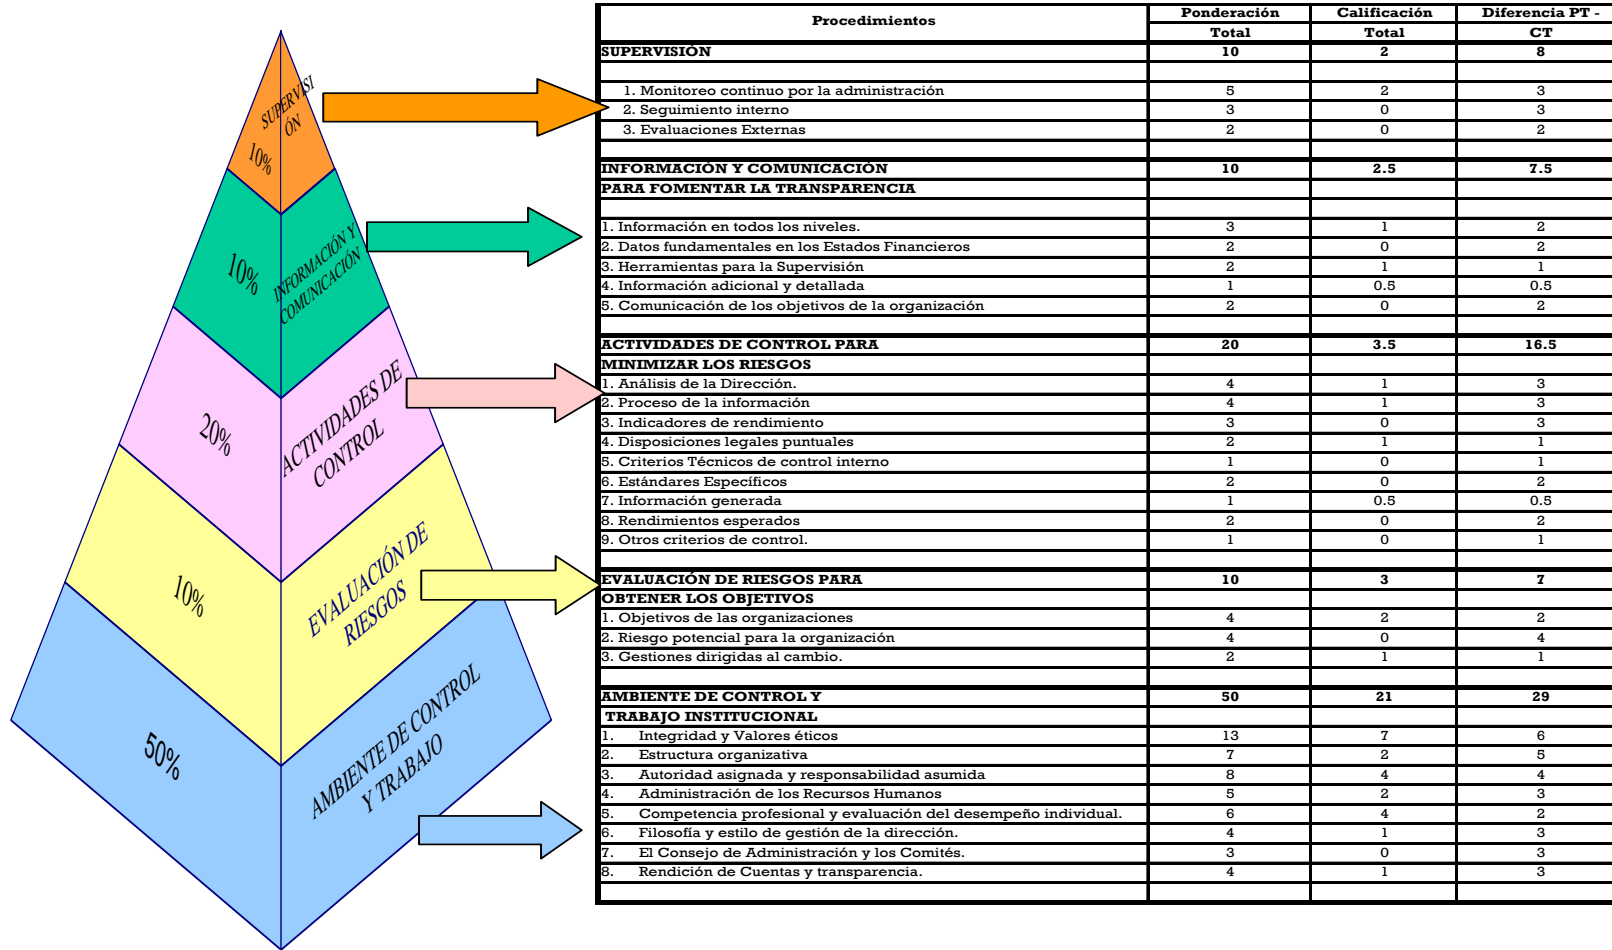 SUPERVISI
ÓN
10%
INFORMACIÓN Y
COMUNICACIÓN
10%
ACTIVIDADES DE
CONTROL
20%
EVALUACIÓN DE
RIESGOS
10%
AMBIENTE DE CONTROL
Y TRABAJO
50%
Procedimientos Ponderación Calificación Diferencia PT -
Total Total CT
SUPERVISIÓN 10 2 8
1. Monitoreo continuo por la administración 5 2 3
2. Seguimiento interno 3 0 3
3. Evaluaciones Externas 2 0 2
INFORMACIÓN Y COMUNICACIÓN 10 2.5 7.5
PARA FOMENTAR LA TRANSPARENCIA
1. Información en todos los niveles. 3 1 2
2. Datos fundamentales en los Estados Financieros 2 0 2
3. Herramientas para la Supervisión 2 1 1
4. Información adicional y detallada 1 0.5 0.5
5. Comunicación de los objetivos de la organización 2 0 2
ACTIVIDADES DE CONTROL PARA 20 3.5 16.5
MINIMIZAR LOS RIESGOS
1. Análisis de la Dirección. 4 1 3
2. Proceso de la información 4 1 3
3. Indicadores de rendimiento 3 0 3
4. Disposiciones legales puntuales 2 1 1
5. Criterios Técnicos de control interno 1 0 1
6. Estándares Específicos 2 0 2
7. Información generada 1 0.5 0.5
8. Rendimientos esperados 2 0 2
9. Otros criterios de control. 1 0 1
EVALUACIÓN DE RIESGOS PARA 10 3 7
OBTENER LOS OBJETIVOS
1. Objetivos de las organizaciones 4 2 2
2. Riesgo potencial para la organización 4 0 4
3. Gestiones dirigidas al cambio. 2 1 1
AMBIENTE DE CONTROL Y 50 21 29
TRABAJO INSTITUCIONAL
1. Integridad y Valores éticos 13 7 6
2. Estructura organizativa 7 2 5
3. Autoridad asignada y responsabilidad asumida 8 4 4
4. Administración de los Recursos Humanos 5 2 3
5. Competencia profesional y evaluación del desempeño individual. 6 4 2
6. Filosofía y estilo de gestión de la dirección. 4 1 3
7. El Consejo de Administración y los Comités. 3 0 3
8. Rendición de Cuentas y transparencia. 4 1 3